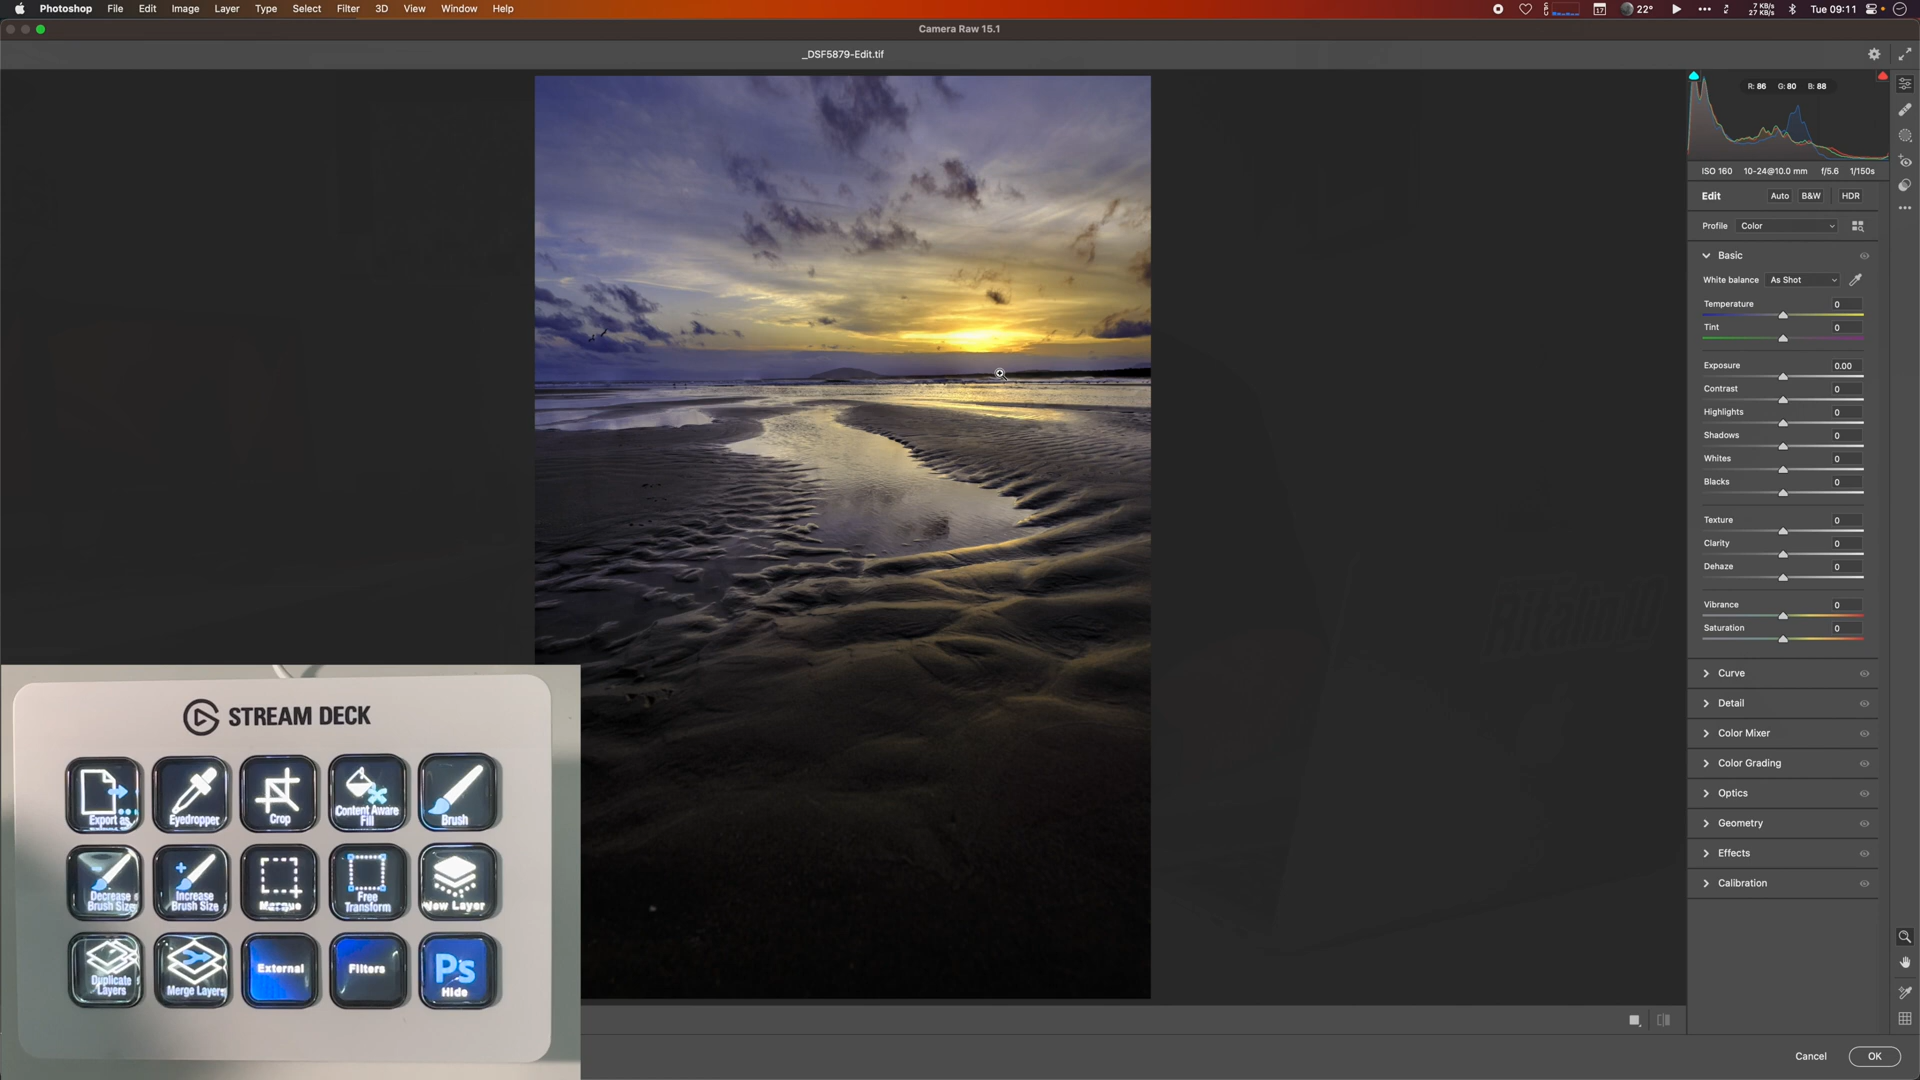 Photoshop File Edit Image Layer Type Select Filter 3D View Window Help
17 22° 7 KB/s 27 KB/s Tue 09:11
Camera Raw 15.1
_DSF5879-Edit.tif
R: 86 G: 80 B: 88
ISO 160 10-24@10.0 mm f/5.6 1/150s
Edit Auto B&W HDR
Profile Color
Basic
White balance As Shot
Temperature 0
Tint 0
Exposure 0.00
Contrast 0
Highlights 0
Shadows 0
Whites 0
Blacks 0
Texture 0
Clarity 0
Dehaze 0
Vibrance 0
Saturation 0
Curve
Detail
Color Mixer
Color Grading
Optics
Geometry
Effects
Calibration
Cancel OK
STREAM DECK
Export as
Eyedropper
Crop
Content Aware
Fill
Brush
Decrease
Brush Size
Increase
Brush Size
Marque
Free
Transform
New Layer
Duplicate
Layers
Merge Layers
External
Filters
Ps
Hide
Ritalin10